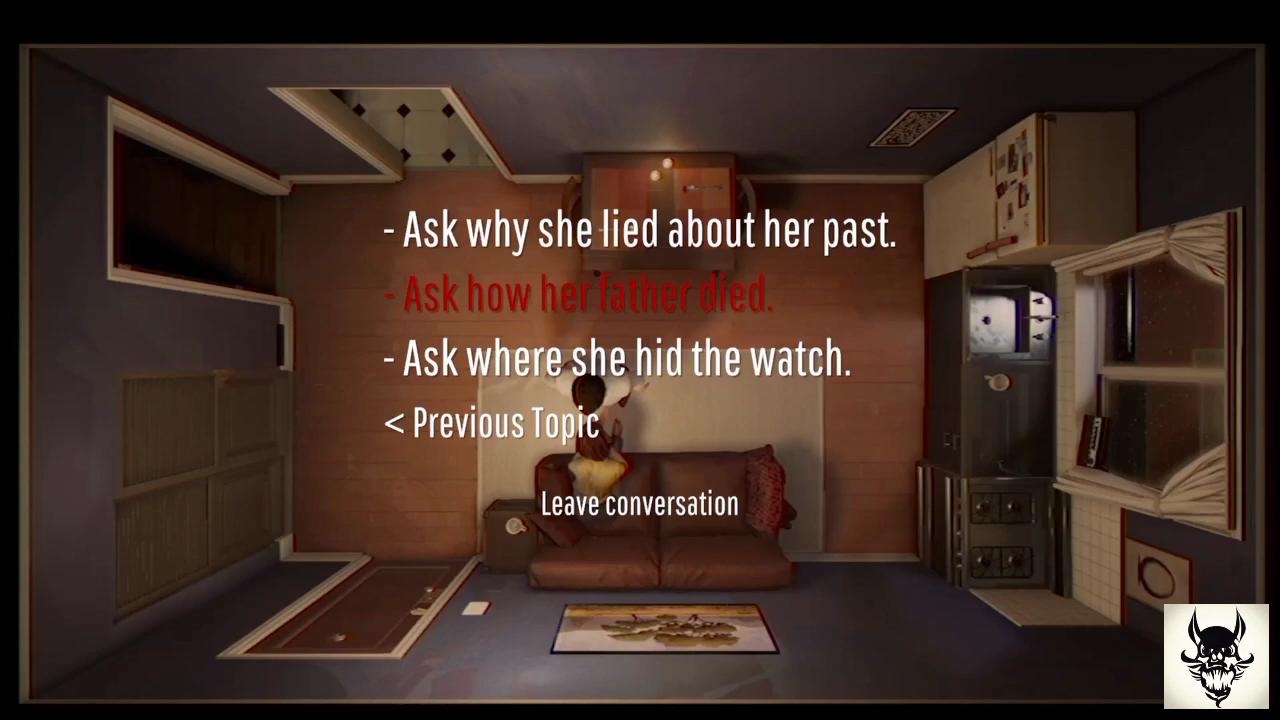 - Ask why she lied about her past.
- Ask how her father died.
- Ask where she hid the watch.
< Previous Topic
Leave conversation